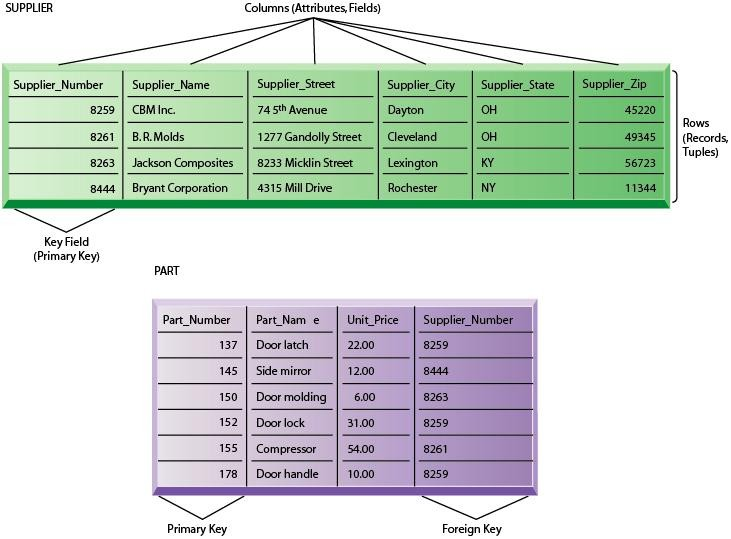 SUPPLIER
Columns (Attributes, Fields)
Supplier_Number Supplier_Name Supplier_Street Supplier_City Supplier_State Supplier_Zip
8259 CBM Inc. 74 5th Avenue Dayton OH 45220
8261 B. R. Molds 1277 Gandolly Street Cleveland OH 49345
8263 Jackson Composites 8233 Micklin Street Lexington KY 56723
8444 Bryant Corporation 4315 Mill Drive Rochester NY 11344
Rows
(Records,
Tuples)
Key Field
(Primary Key)
PART
Part_Number Part_Nam e Unit_Price Supplier_Number
137 Door latch 22.00 8259
145 Side mirror 12.00 8444
150 Door molding 6.00 8263
152 Door lock 31.00 8259
155 Compressor 54.00 8261
178 Door handle 10.00 8259
Primary Key
Foreign Key